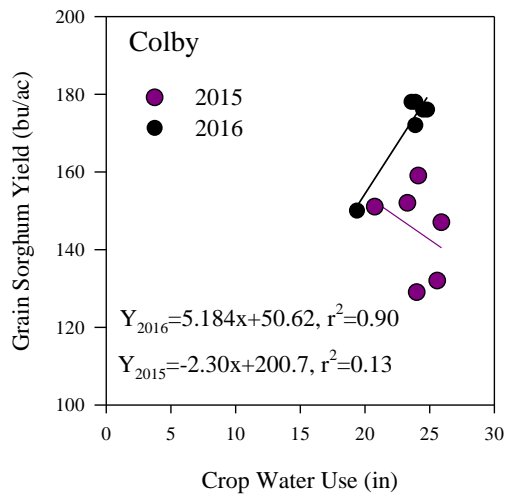 Colby
2015
2016
Grain Sorghum Yield (bu/ac)
200
180
160
140
120
100
Y2016=5.184x+50.62, r2=0.90
Y2015=-2.30x+200.7, r2=0.13
0 5 10 15 20 25 30
Crop Water Use (in)